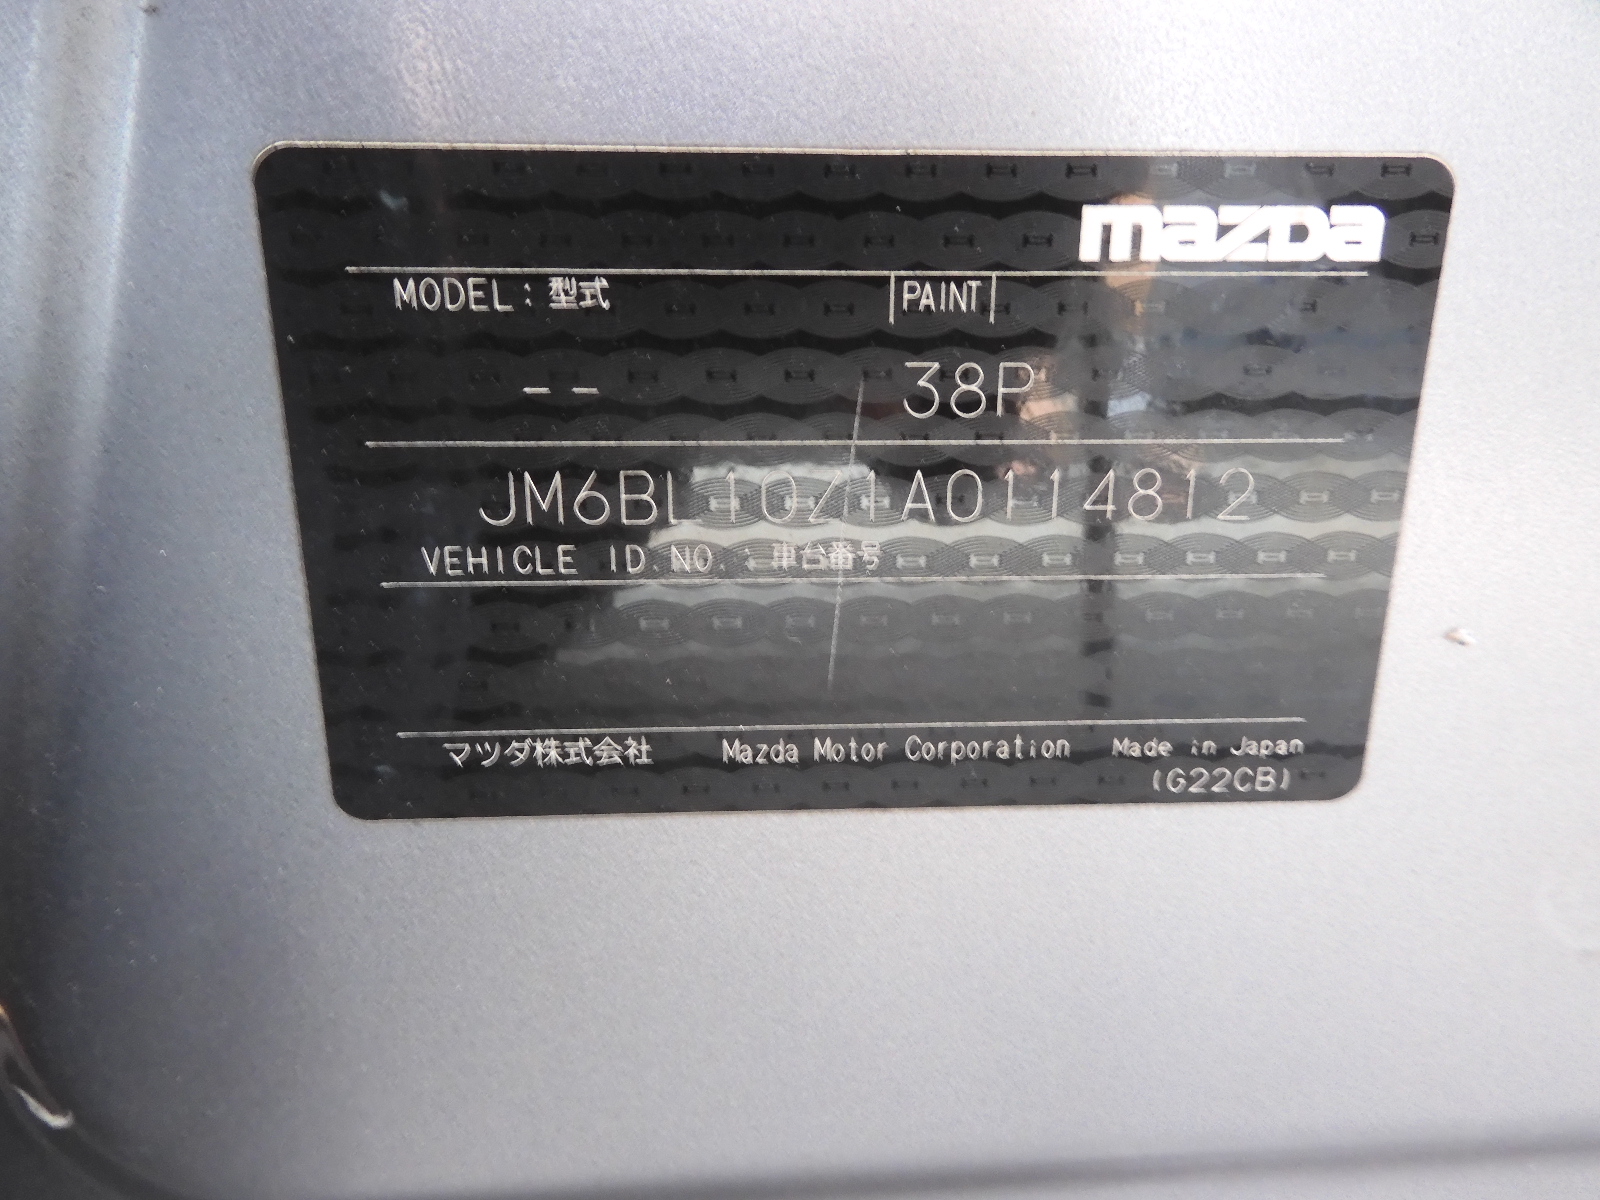 mazda
MODEL : 型式 PAINT
-- 38P
JM6BL10Z1A0114812
VEHICLE ID.NO. : 車台番号
マツダ株式会社 Mazda Motor Corporation Made in Japan
(G22CB)